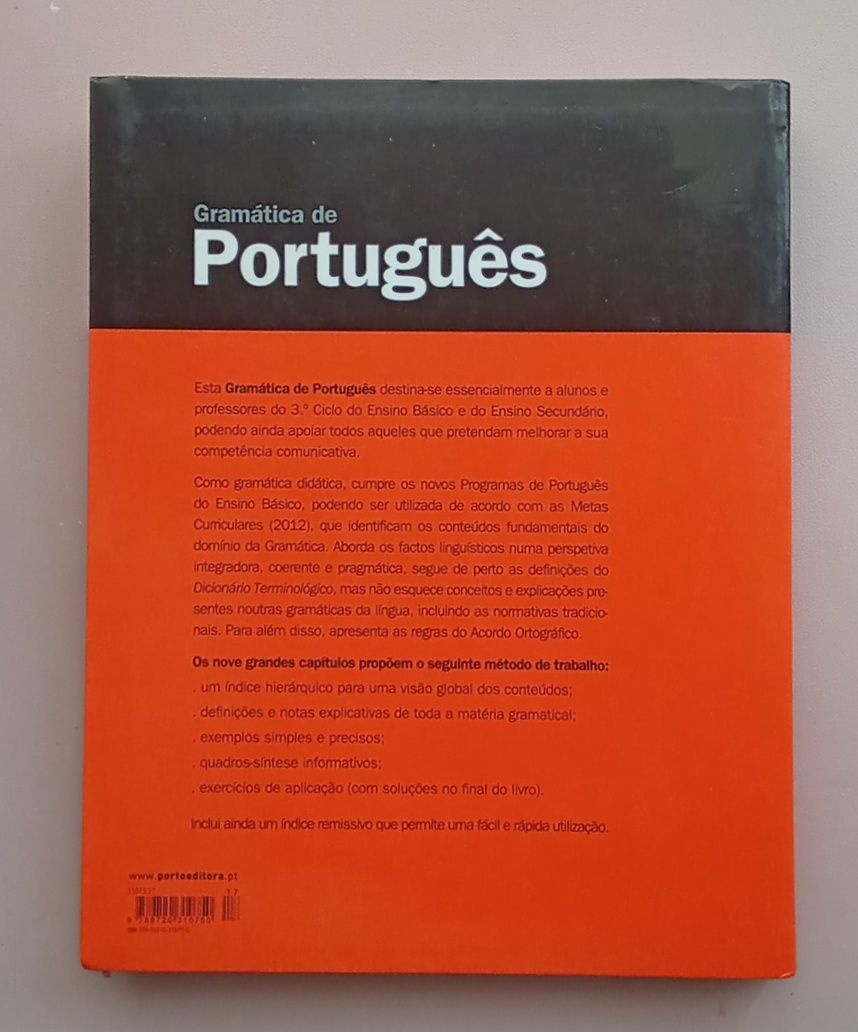 Gramática de
Português
Esta Gramática de Português destina-se essencialmente a alunos e
professores do 3.º Ciclo do Ensino Básico e do Ensino Secundário,
podendo ainda apoiar todos aqueles que pretendam melhorar a sua
competência comunicativa.
Como gramática didática, cumpre os novos Programas de Português
do Ensino Básico, podendo ser utilizada de acordo com as Metas
Curriculares (2012), que identificam os conteúdos fundamentais do
domínio da Gramática. Aborda os factos linguísticos numa perspetiva
integradora, coerente e pragmática, segue de perto as definições do
Dicionário Terminológico, mas não esquece conceitos e explicações pre-
sentes noutras gramáticas da língua, incluindo as normativas tradicio-
nais. Para além disso, apresenta as regras do Acordo Ortográfico.
Os nove grandes capítulos propõem o seguinte método de trabalho:
. um índice hierárquico para uma visão global dos conteúdos;
. definições e notas explicativas de toda a matéria gramatical;
. exemplos simples e precisos;
. quadros-síntese informativos;
. exercícios de aplicação (com soluções no final do livro).
Inclui ainda um índice remissivo que permite uma fácil e rápida utilização.
www.portoeditora.pt
17
9 789720 310750